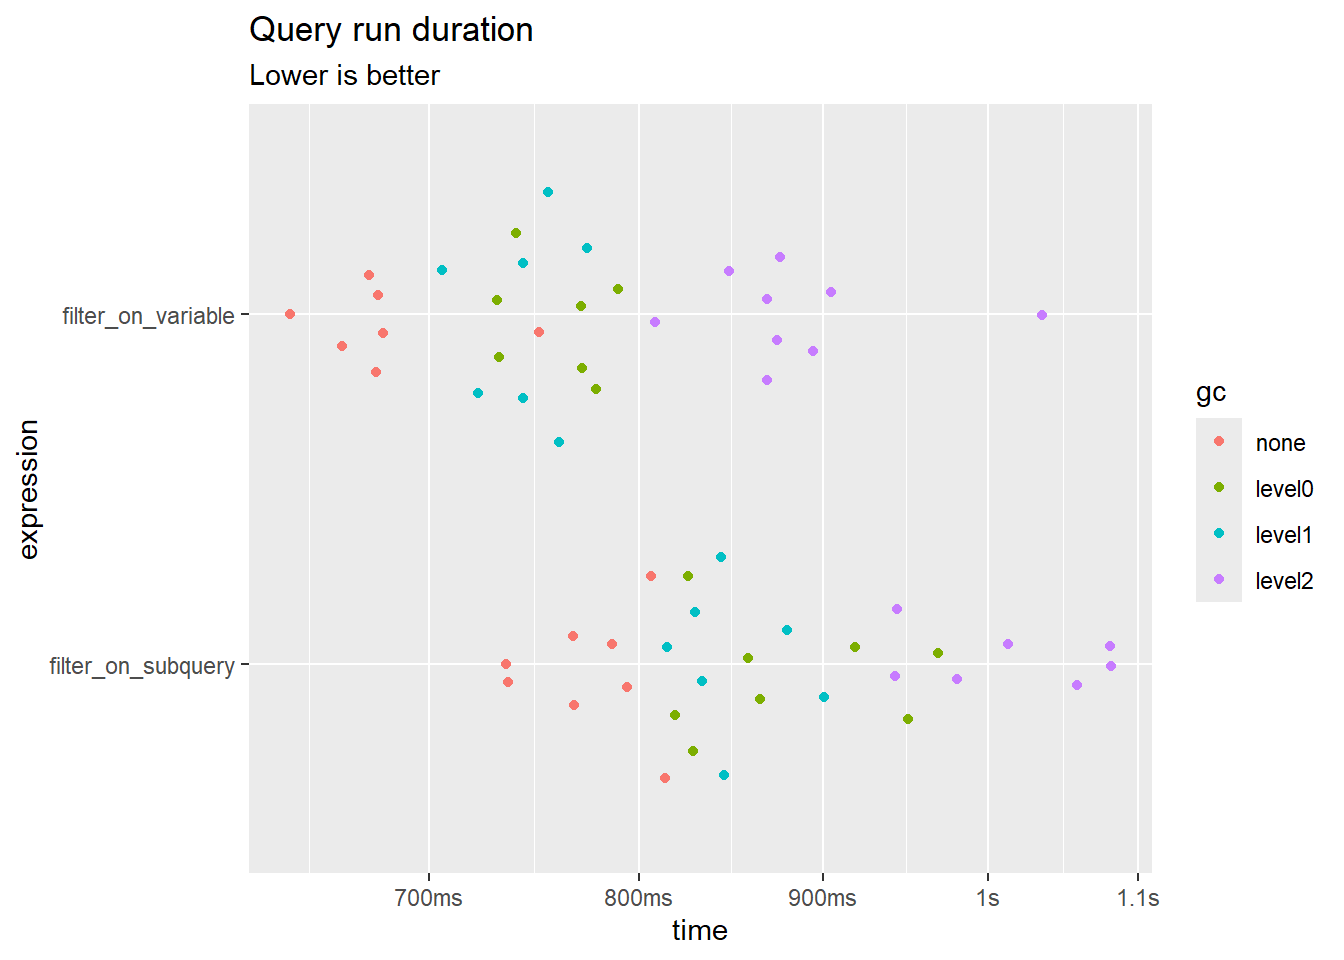 Query run duration
Lower is better
filter_on_variable
filter_on_subquery
expression
700ms
800ms
900ms
1s
1.1s
time
gc
none
level0
level1
level2